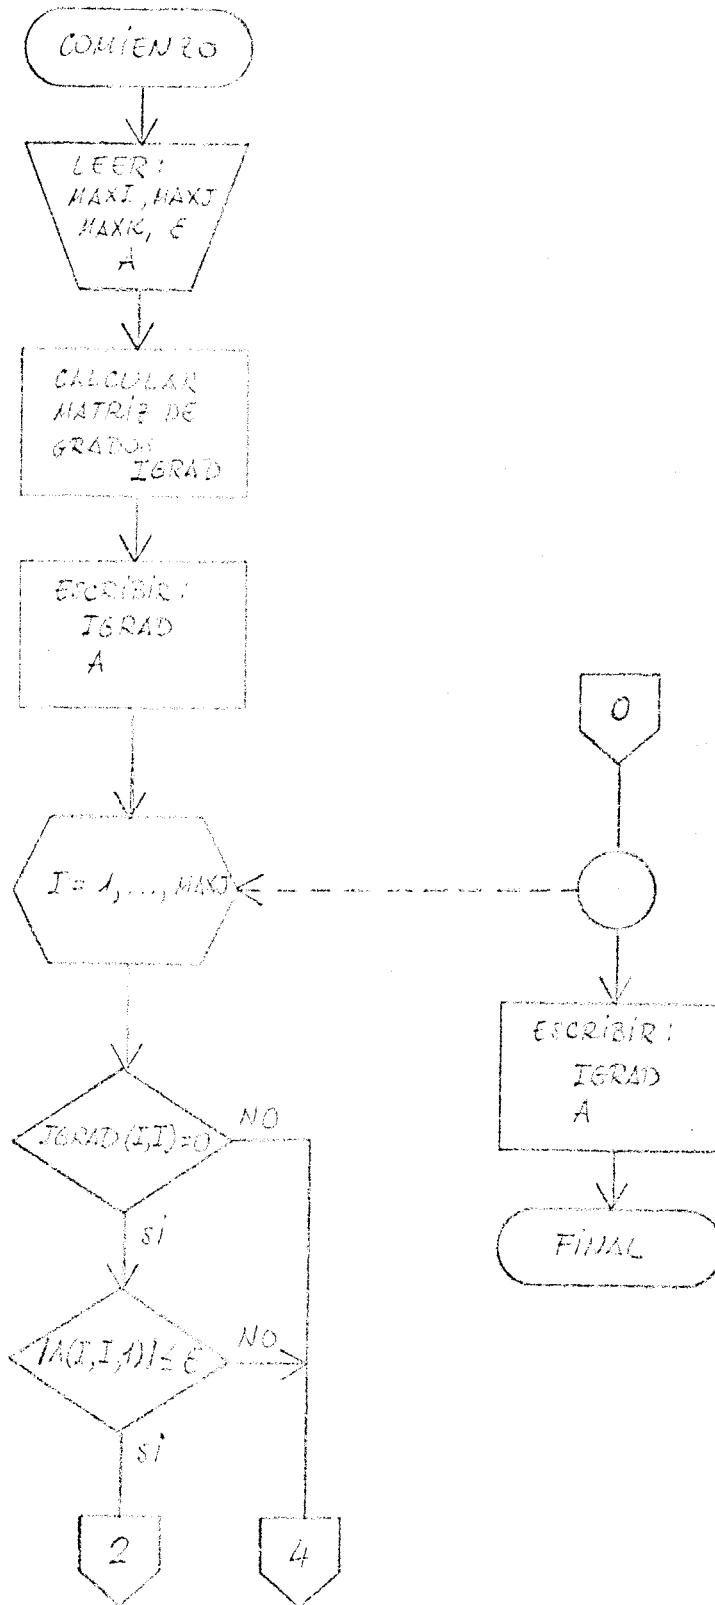 COMIENZO
LEER:
MAXI, MAXJ
MAXK, E
A
CALCULAR
MATRIZ DE
GRADOS
IGRAD
ESCRIBIR:
IGRAD
A
I = 1, ..., MAXJ
IGRAD(I,I)=0
NO
si
|A(I,I,1)| ≤ E
NO
si
2
4
0
ESCRIBIR:
IGRAD
A
FINAL